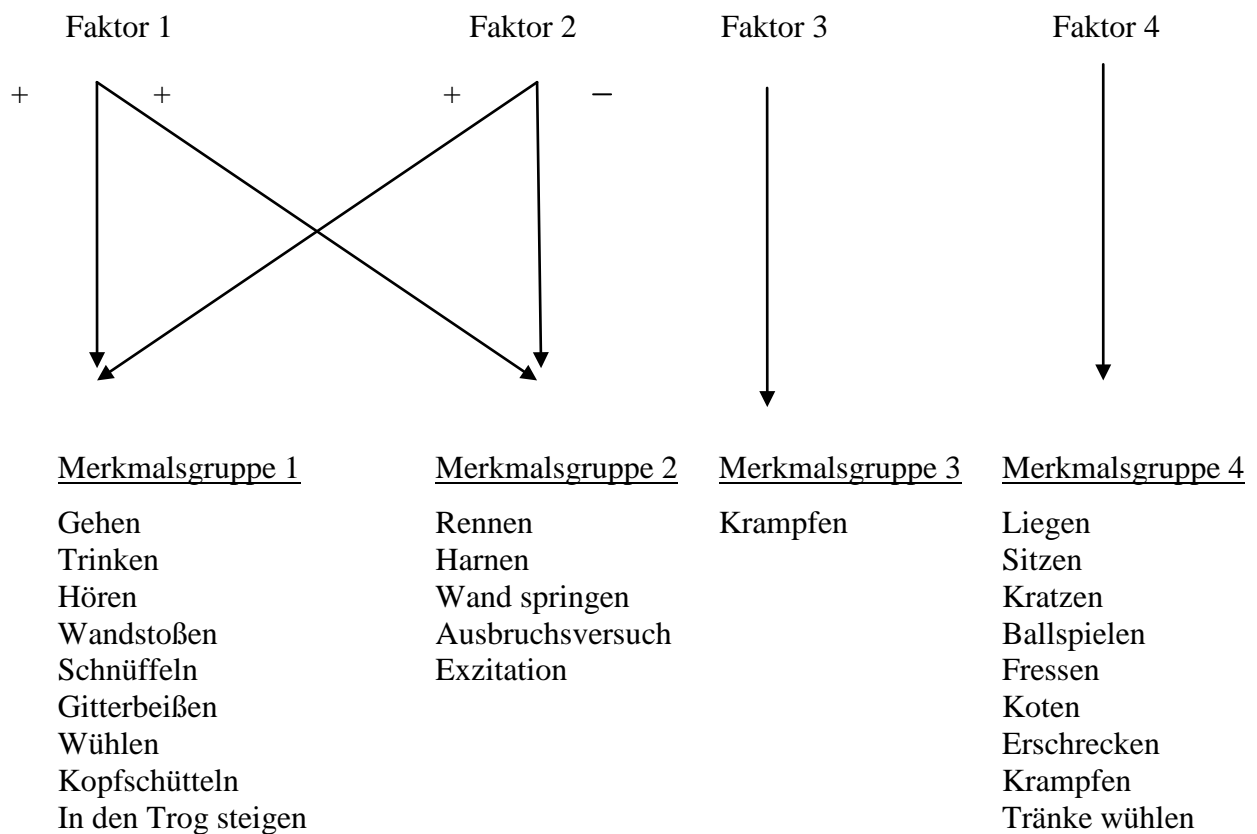 Faktor 1 Faktor 2 Faktor 3 Faktor 4
+ + + −
Merkmalsgruppe 1 Merkmalsgruppe 2 Merkmalsgruppe 3 Merkmalsgruppe 4
Gehen Rennen Krampfen Liegen
Trinken Harnen Sitzen
Hören Wand springen Kratzen
Wandstoßen Ausbruchsversuch Ballspielen
Schnüffeln Exzitation Fressen
Gitterbeißen Koten
Wühlen Erschrecken
Kopfschütteln Krampfen
In den Trog steigen Tränke wühlen